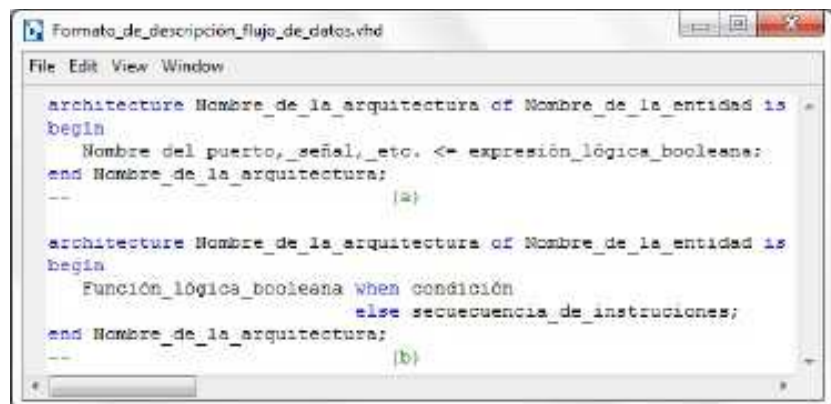 Formato_de_descripción_flujo_de_datos.vhd
File Edit View Window
architecture Nombre_de_la_arquitectura of Nombre_de_la_entidad is
begin
Nombre del puerto,_señal,_etc. <= expresión_lógica_booleana;
end Nombre_de_la_arquitectura;
-- (a)
architecture Nombre_de_la_arquitectura of Nombre_de_la_entidad is
begin
Función_lógica_booleana when condición
else secuecuencia_de_instruciones;
end Nombre_de_la_arquitectura;
-- (b)